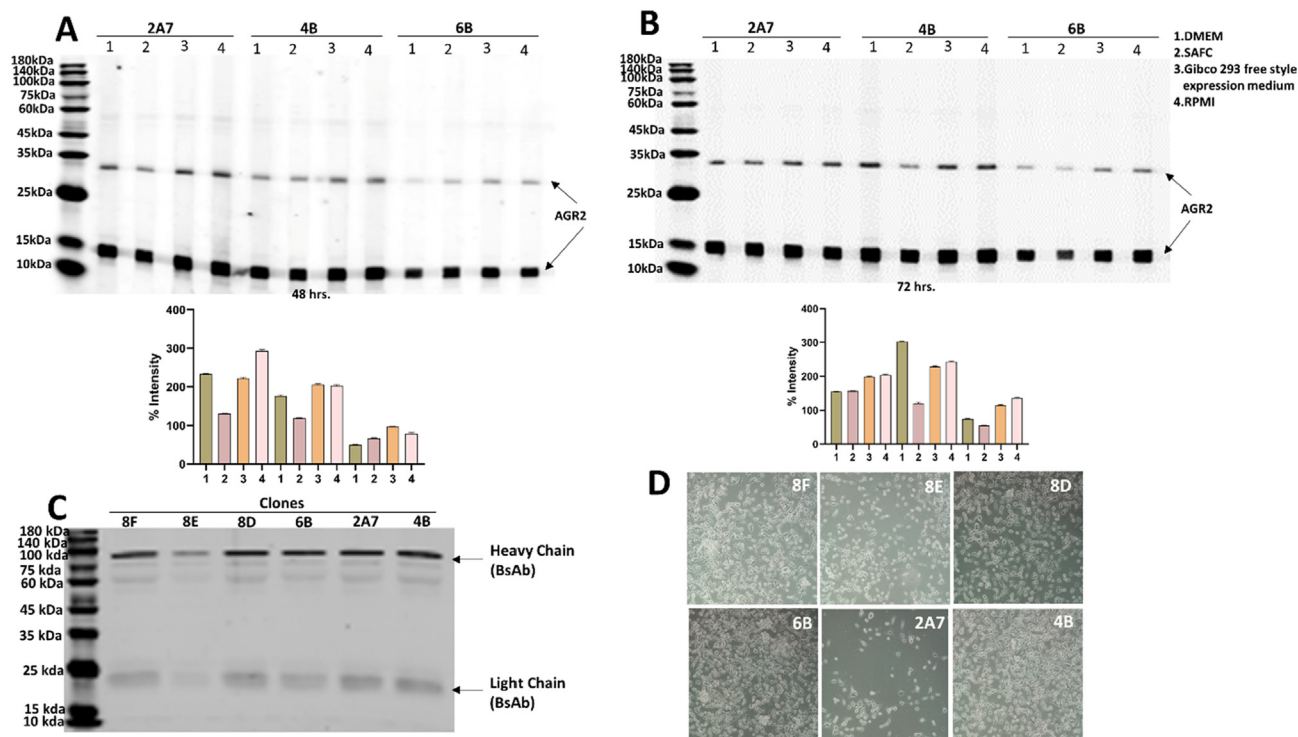 A
2A7 4B 6B
1 2 3 4 1 2 3 4 1 2 3 4
180kDa
140kDa
100kDa
75kDa
60kDa
45kDa
35kDa
25kDa
15kDa
10kDa
AGR2
48 hrs.
400
300
200
100
0
% Intensity
1 2 3 4 1 2 3 4 1 2 3 4
B
2A7 4B 6B
1 2 3 4 1 2 3 4 1 2 3 4
180kDa
140kDa
100kDa
75kDa
60kDa
45kDa
35kDa
25kDa
15kDa
10kDa
AGR2
72 hrs.
1.DMEM
2.SAFC
3.Gibco 293 free style
expression medium
4.RPMI
400
300
200
100
0
% Intensity
1 2 3 4 1 2 3 4 1 2 3 4
C
Clones
8F 8E 8D 6B 2A7 4B
180 kDa
140 kDa
100 kda
75 kda
60 kDa
45 kDa
35 kDa
25 kda
15 kda
10 kda
Heavy Chain
(BsAb)
Light Chain
(BsAb)
D
8F 8E 8D
6B 2A7 4B